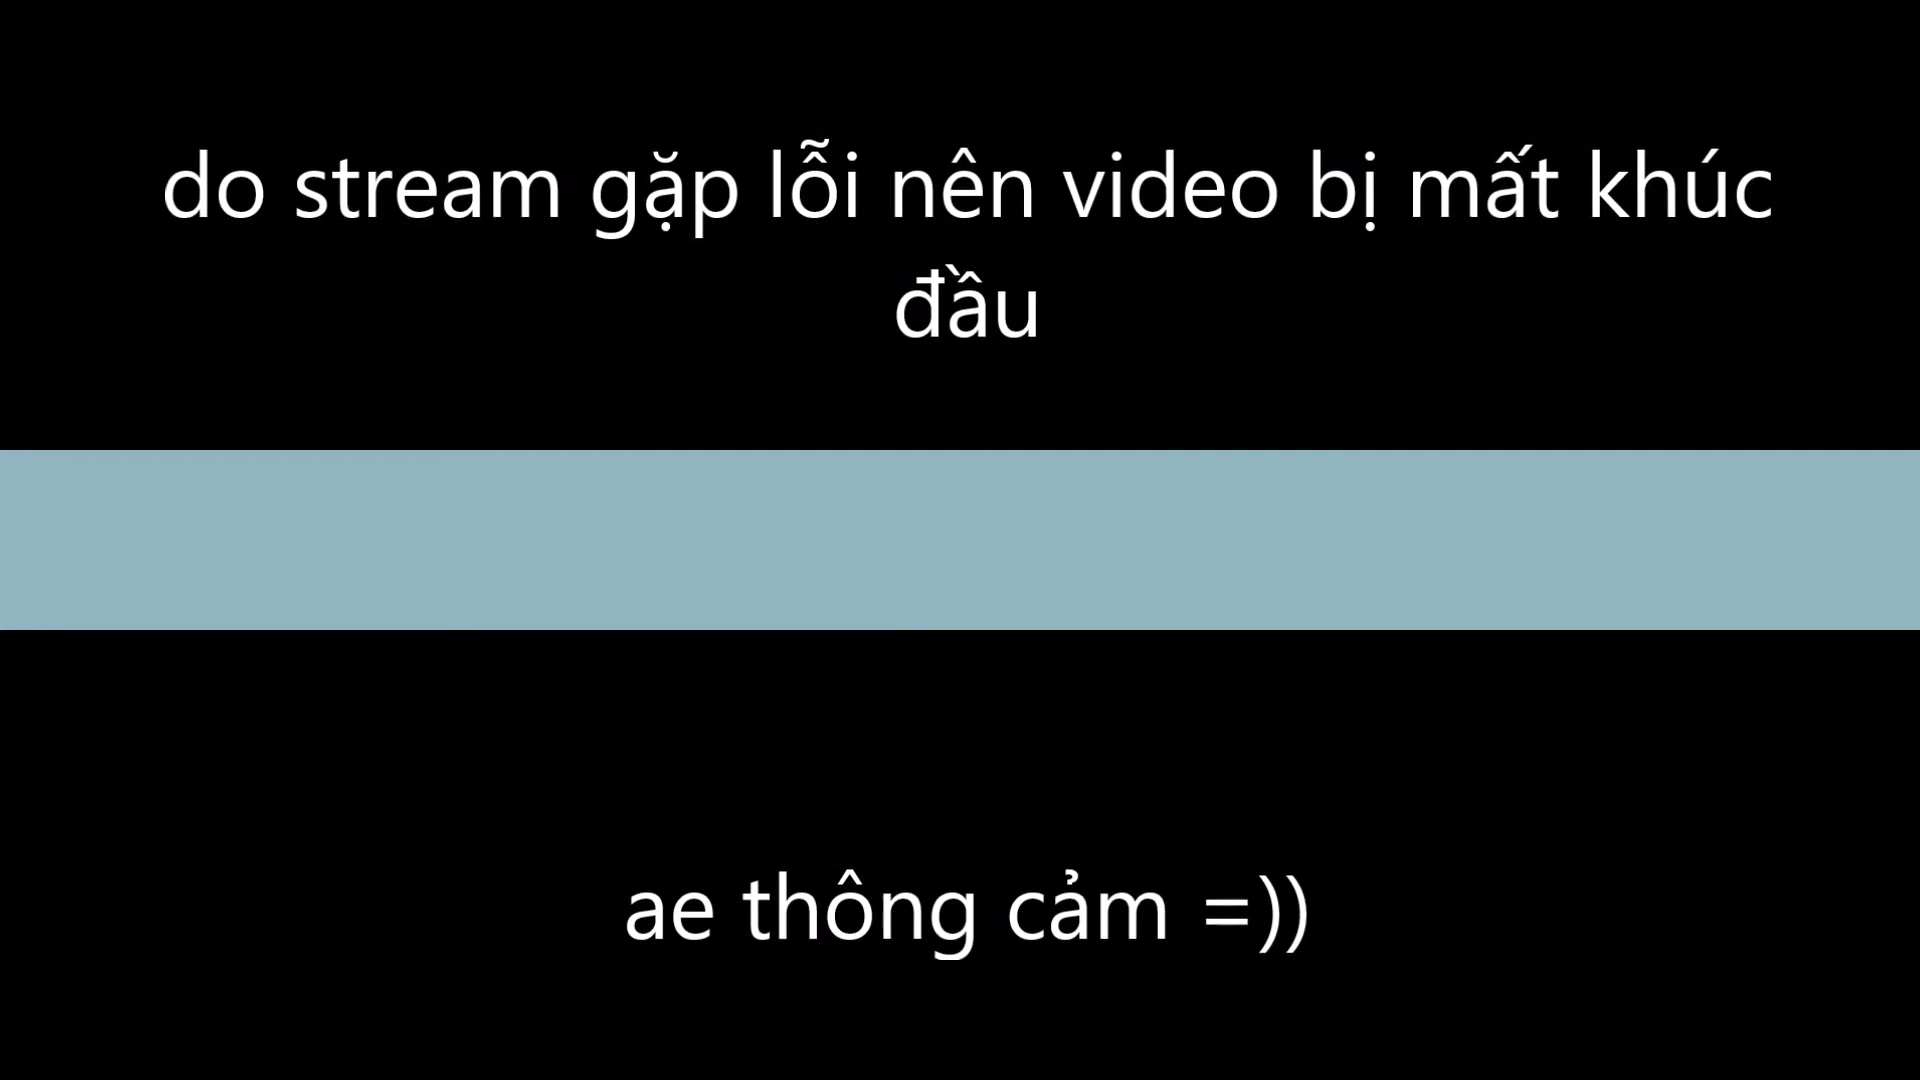 do stream gặp lỗi nên video bị mất khúc
đầu
ae thông cảm =))